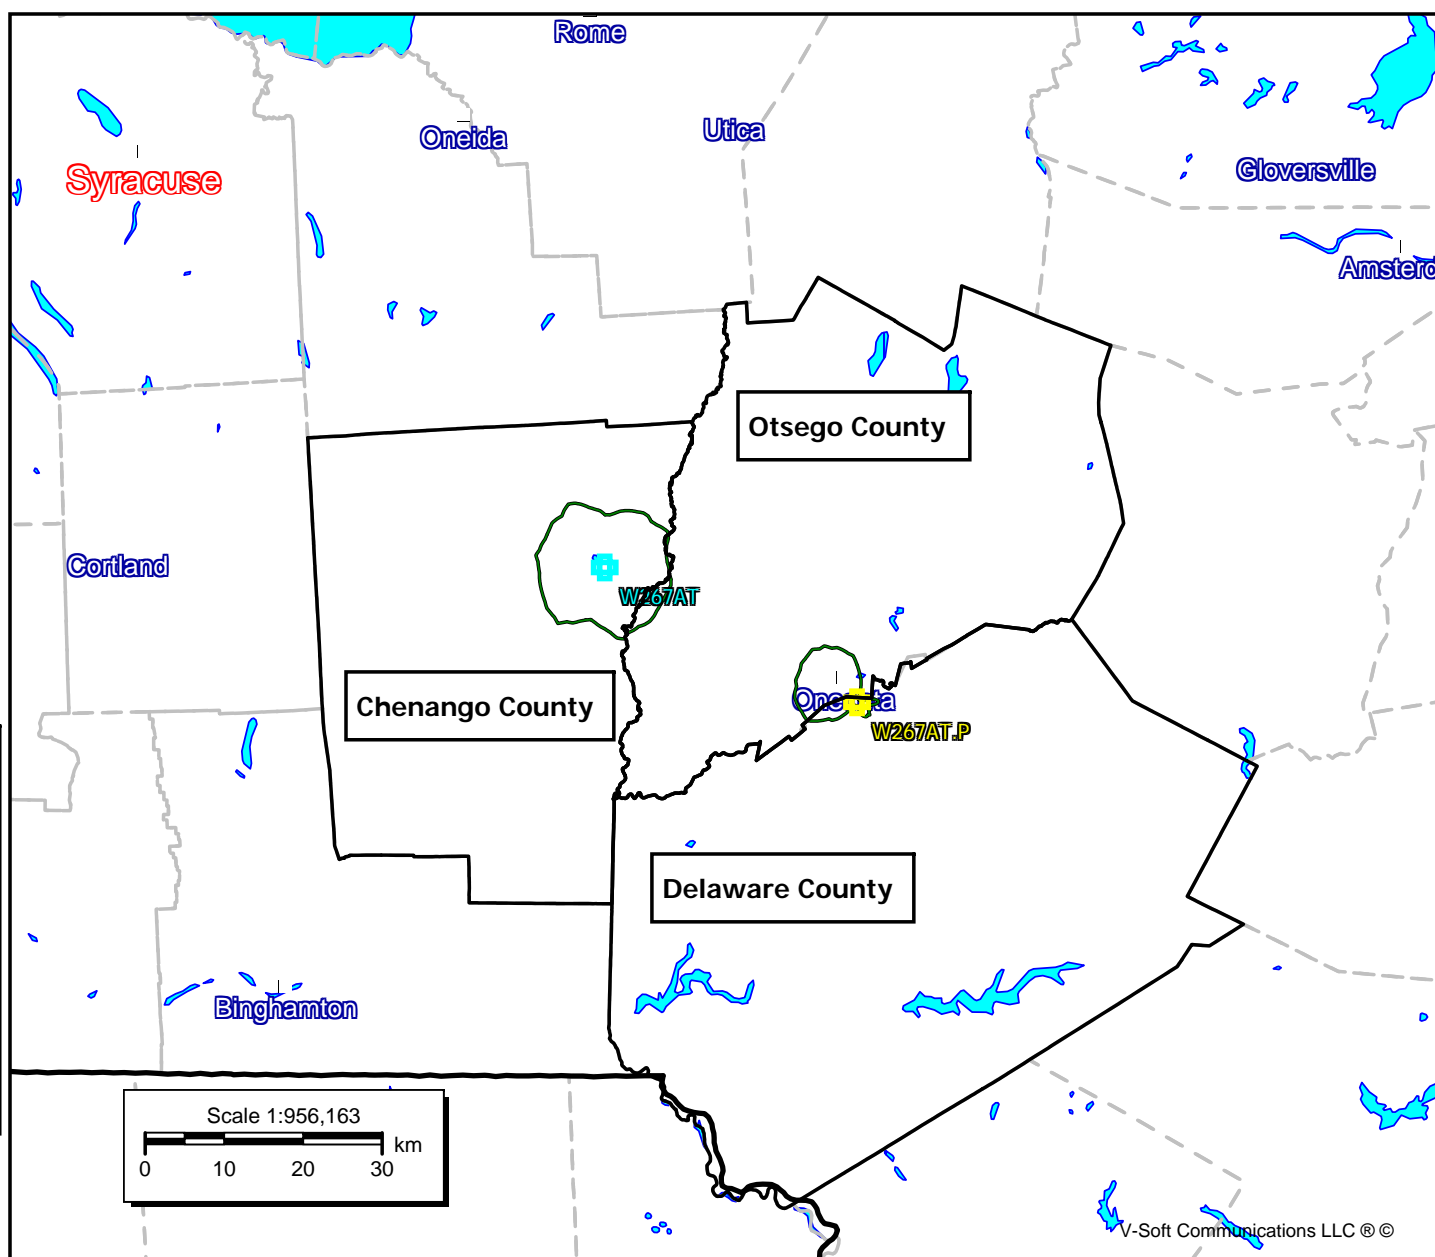 Rome
Oneida
Utica
Syracuse
Gloversville
Amsterd
Otsego County
Cortland
W267AT
Chenango County
Oneonta
W267AT.P
Delaware County
Binghamton
Scale 1:956,163
km
0 10 20 30
V-Soft Communications LLC ® ©